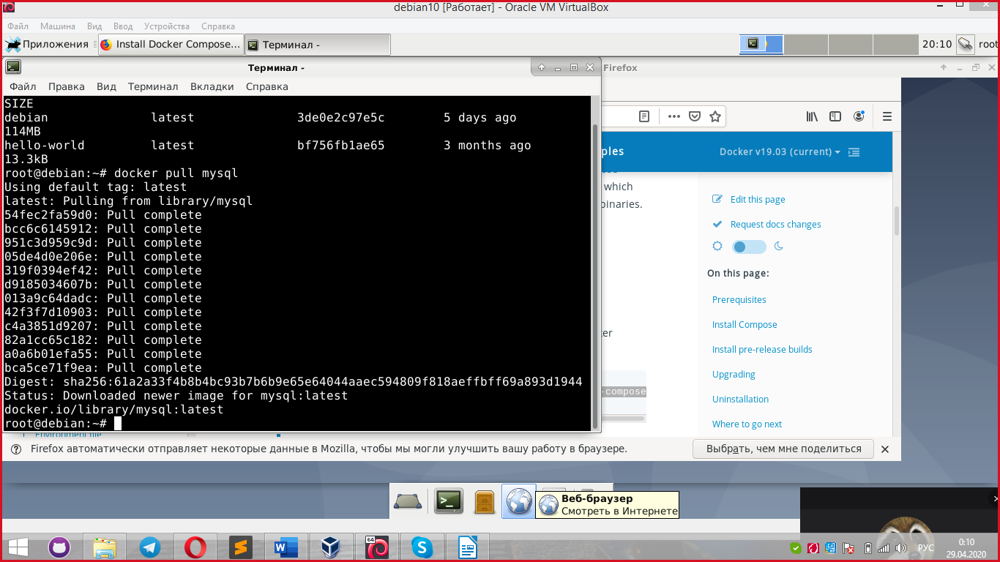 debian10 [Работает] - Oracle VM VirtualBox
Файл Машина Вид Ввод Устройства Справка
Приложения Install Docker Compose... Терминал - 20:10 root
Терминал - Firefox
Файл Правка Вид Терминал Вкладки Справка
SIZE
debian latest 3de0e2c97e5c 5 days ago
114MB
hello-world latest bf756fb1ae65 3 months ago
13.3kB
root@debian:~# docker pull mysql
Using default tag: latest
latest: Pulling from library/mysql
54fec2fa59d0: Pull complete
bcc6c6145912: Pull complete
951c3d959c9d: Pull complete
05de4d0e206e: Pull complete
319f0394ef42: Pull complete
d9185034607b: Pull complete
013a9c64dadc: Pull complete
42f3f7d10903: Pull complete
c4a3851d9207: Pull complete
82a1cc65c182: Pull complete
a0a6b01efa55: Pull complete
bca5ce71f9ea: Pull complete
Digest: sha256:61a2a33f4b8b4bc93b7b6b9e65e64044aaec594809f818aeffbff69a893d1944
Status: Downloaded newer image for mysql:latest
docker.io/library/mysql:latest
root@debian:~#
ples Docker v19.03 (current)
which
binaries.
ker
-compose
Edit this page
Request docs changes
On this page:
Prerequisites
Install Compose
Install pre-release builds
Upgrading
Uninstallation
Where to go next
Environment file
Firefox автоматически отправляет некоторые данные в Mozilla, чтобы мы могли улучшить вашу работу в браузере. Выбрать, чем мне поделиться
Веб-браузер
Смотреть в Интернете
64
РУС
0:10
29.04.2020